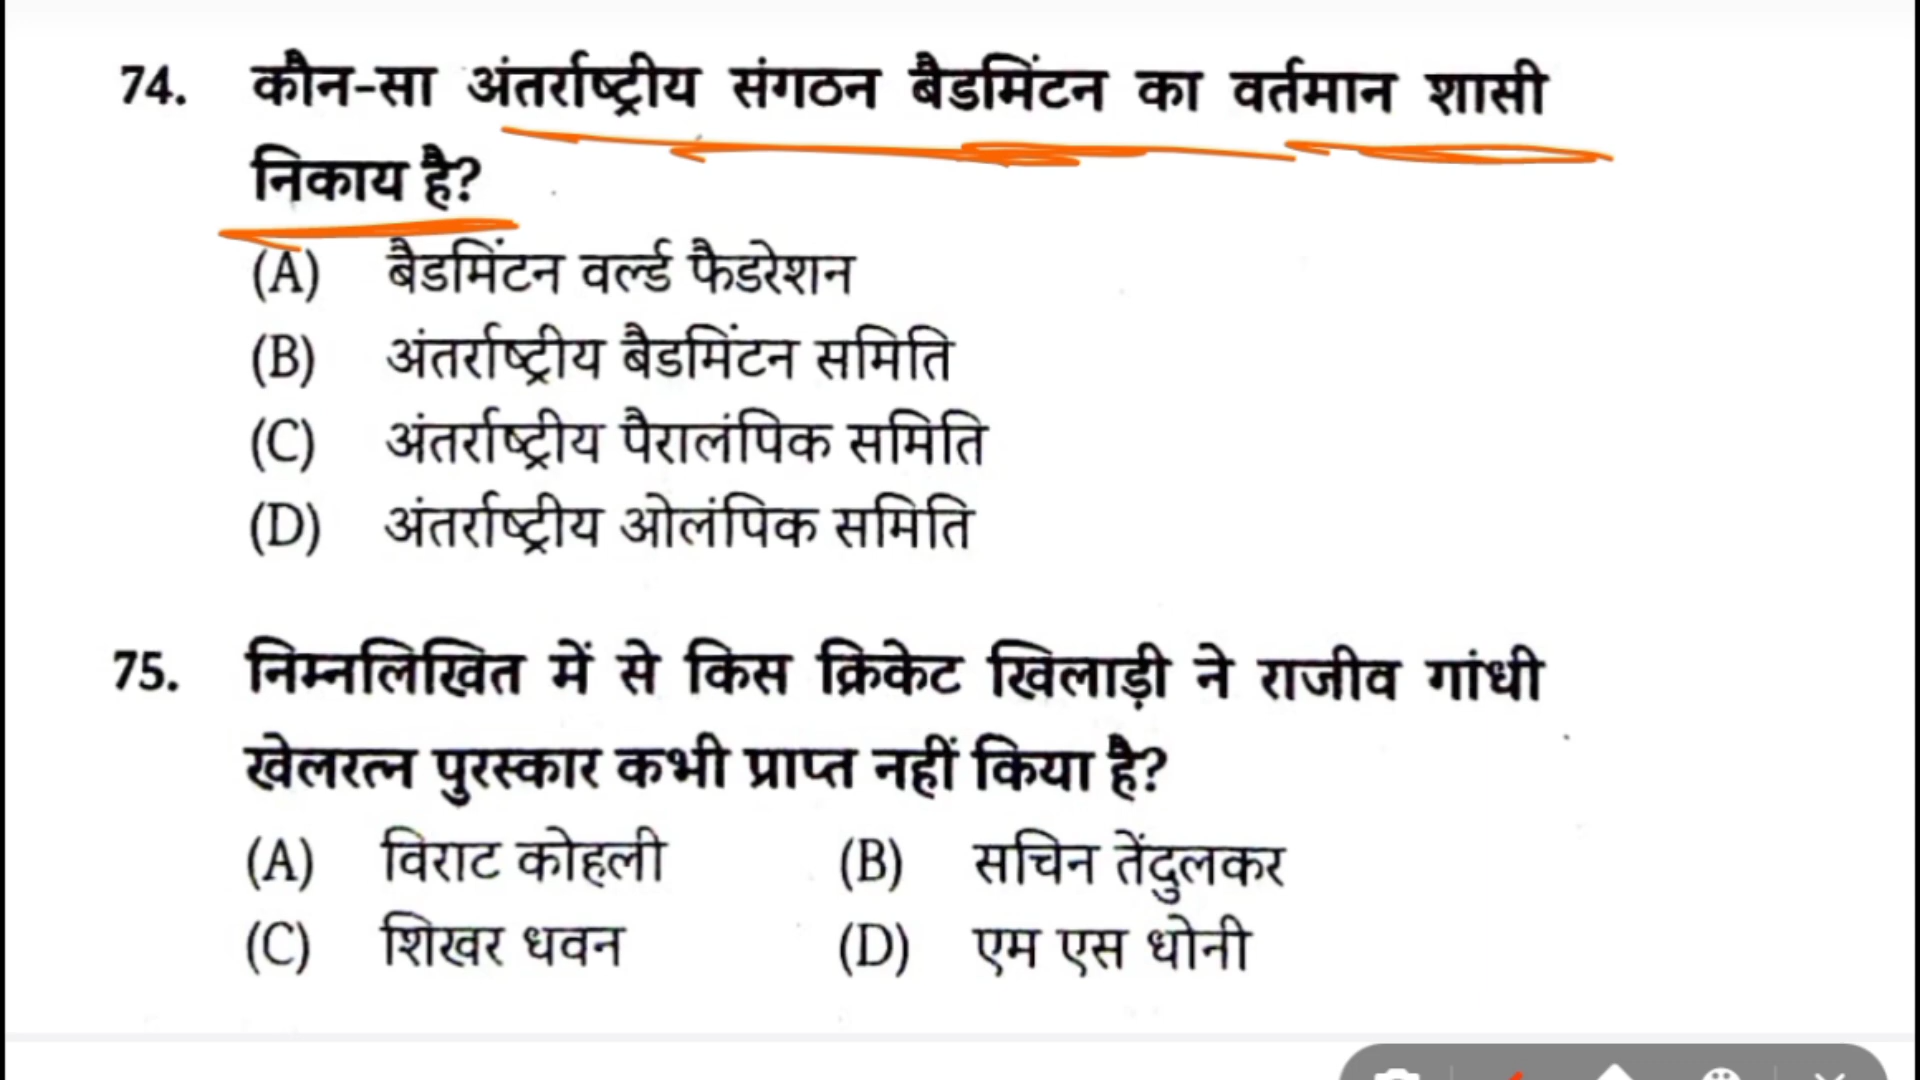 74. कौन-सा अंतर्राष्ट्रीय संगठन बैडमिंटन का वर्तमान शासी
निकाय है?
(A) बैडमिंटन वर्ल्ड फैडरेशन
(B) अंतर्राष्ट्रीय बैडमिंटन समिति
(C) अंतर्राष्ट्रीय पैरालंपिक समिति
(D) अंतर्राष्ट्रीय ओलंपिक समिति
75. निम्नलिखित में से किस क्रिकेट खिलाड़ी ने राजीव गांधी
खेलरत्न पुरस्कार कभी प्राप्त नहीं किया है?
(A) विराट कोहली (B) सचिन तेंदुलकर
(C) शिखर धवन (D) एम एस धोनी